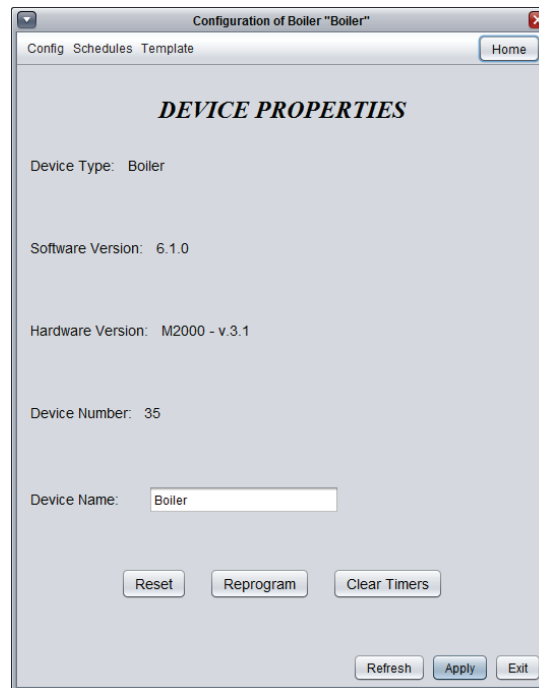 Configuration of Boiler "Boiler"
Config Schedules Template Home
DEVICE PROPERTIES
Device Type: Boiler
Software Version: 6.1.0
Hardware Version: M2000 - v.3.1
Device Number: 35
Device Name: Boiler
Reset Reprogram Clear Timers
Refresh Apply Exit